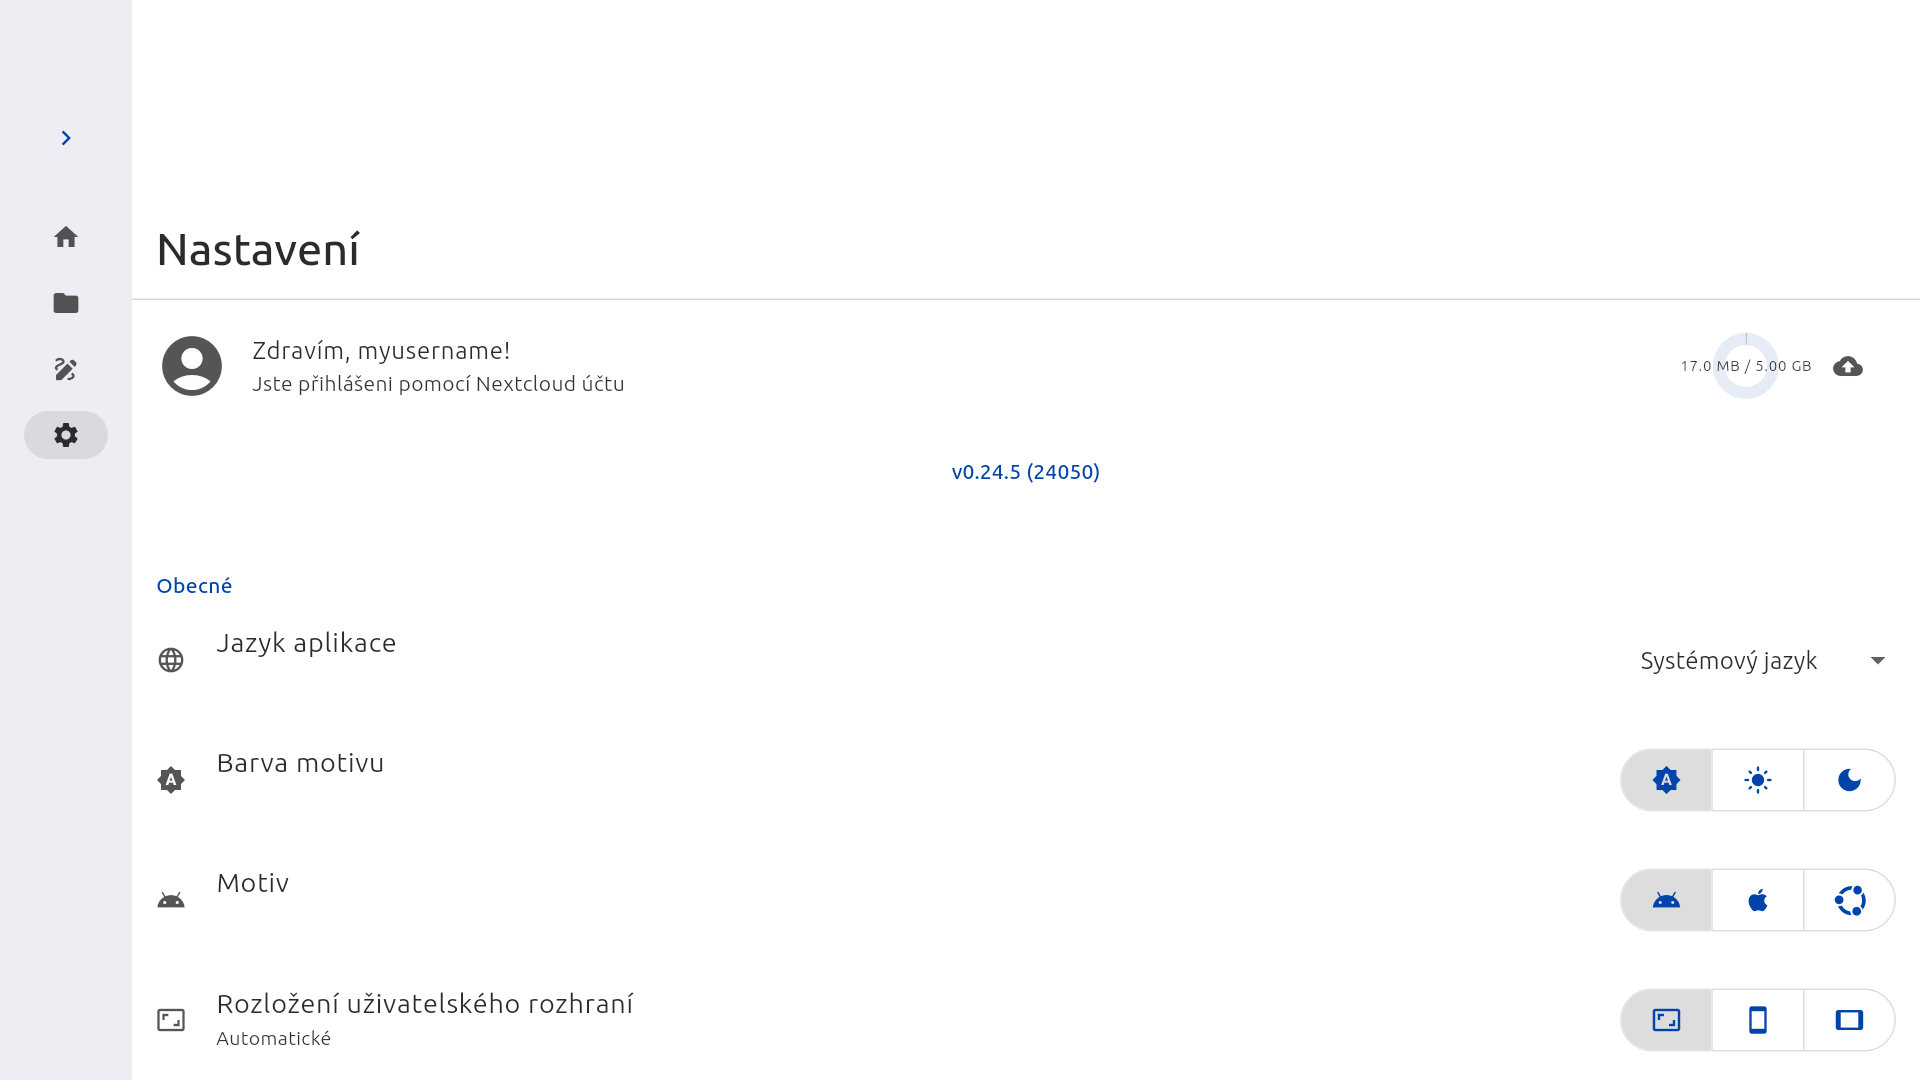 Nastavení
Zdravím, myusername!
Jste přihlášeni pomocí Nextcloud účtu
17.0 MB / 5.00 GB
v0.24.5 (24050)
Obecné
Jazyk aplikace
Systémový jazyk
Barva motivu
Motiv
Rozložení uživatelského rozhraní
Automatické